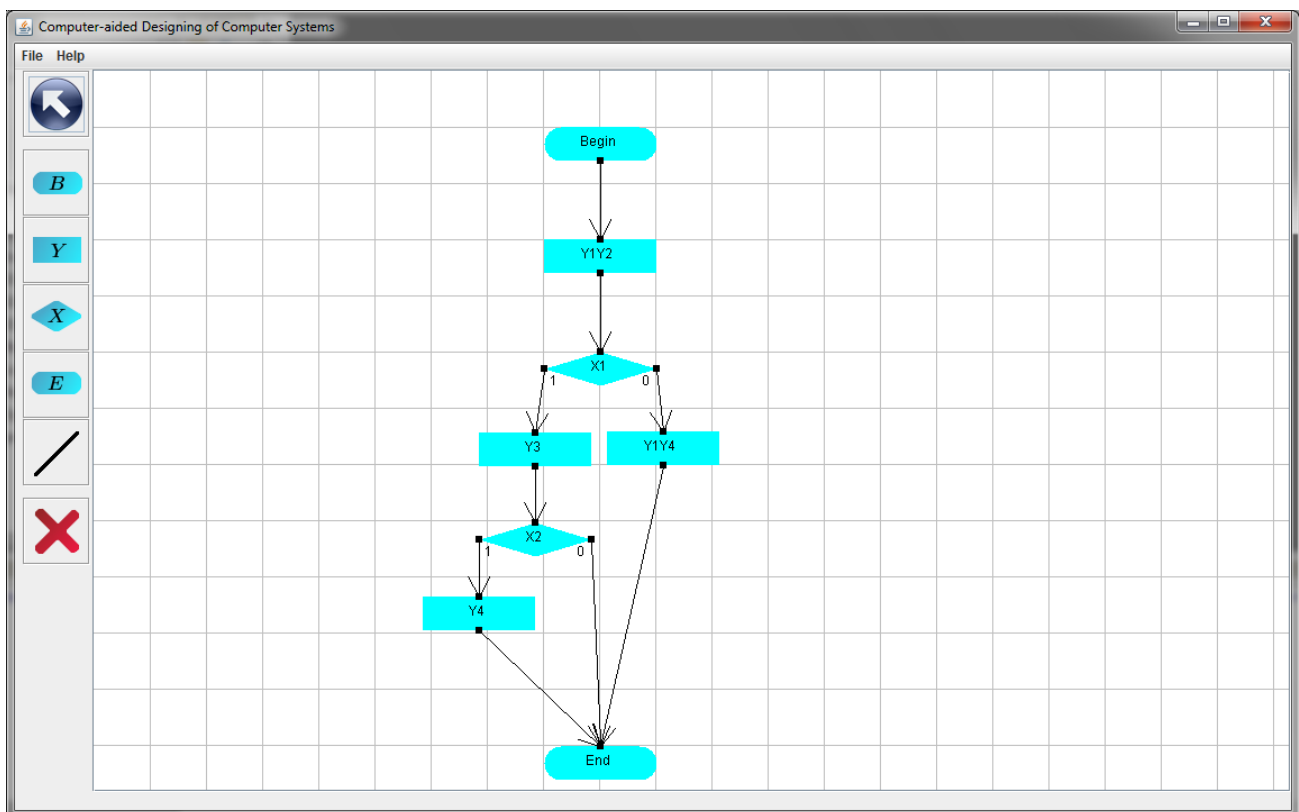 Computer-aided Designing of Computer Systems
File Help
B
Y
X
E
Begin
Y1Y2
X1
1 0
Y3 Y1Y4
X2
1 0
Y4
End